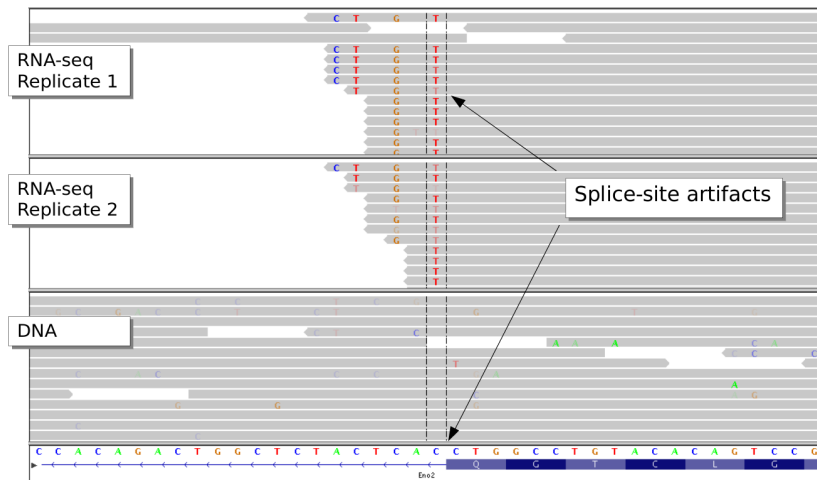 C T G T
RNA-seq
Replicate 1
C T G T
C T G T
C T G T
C T G T
T G T
G T
G T
G T
G
G T
G
RNA-seq
Replicate 2
C T G T
T G T
T G T
G T
T
G T
G T
G T
T
T
T
T
Splice-site artifacts
DNA
C C T C C
C C G A C C T C T G T
C T C
A A A C A
C C C
T
C A C C C A
A
G
G G G
C
C
C C A C A G A C T G G C T C T A C T C A C C T G G C C T G T A C A C A G T C C G
Q G T C L G
Eno2